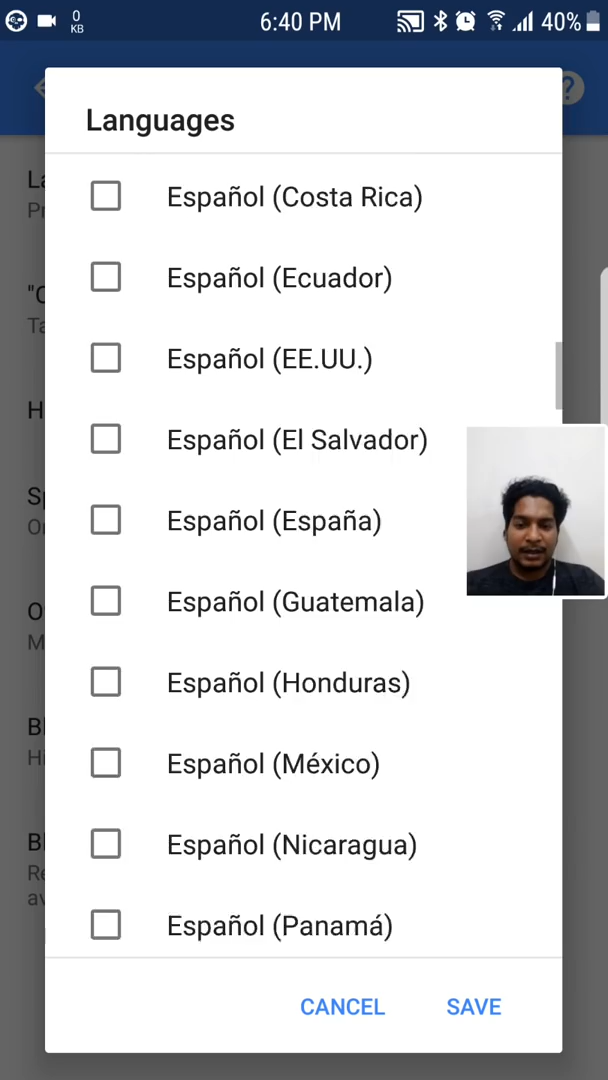 0
KB
6:40 PM
40%
?
Languages
Español (Costa Rica)
Español (Ecuador)
Español (EE.UU.)
Español (El Salvador)
Español (España)
Español (Guatemala)
Español (Honduras)
Español (México)
Español (Nicaragua)
Español (Panamá)
CANCEL
SAVE